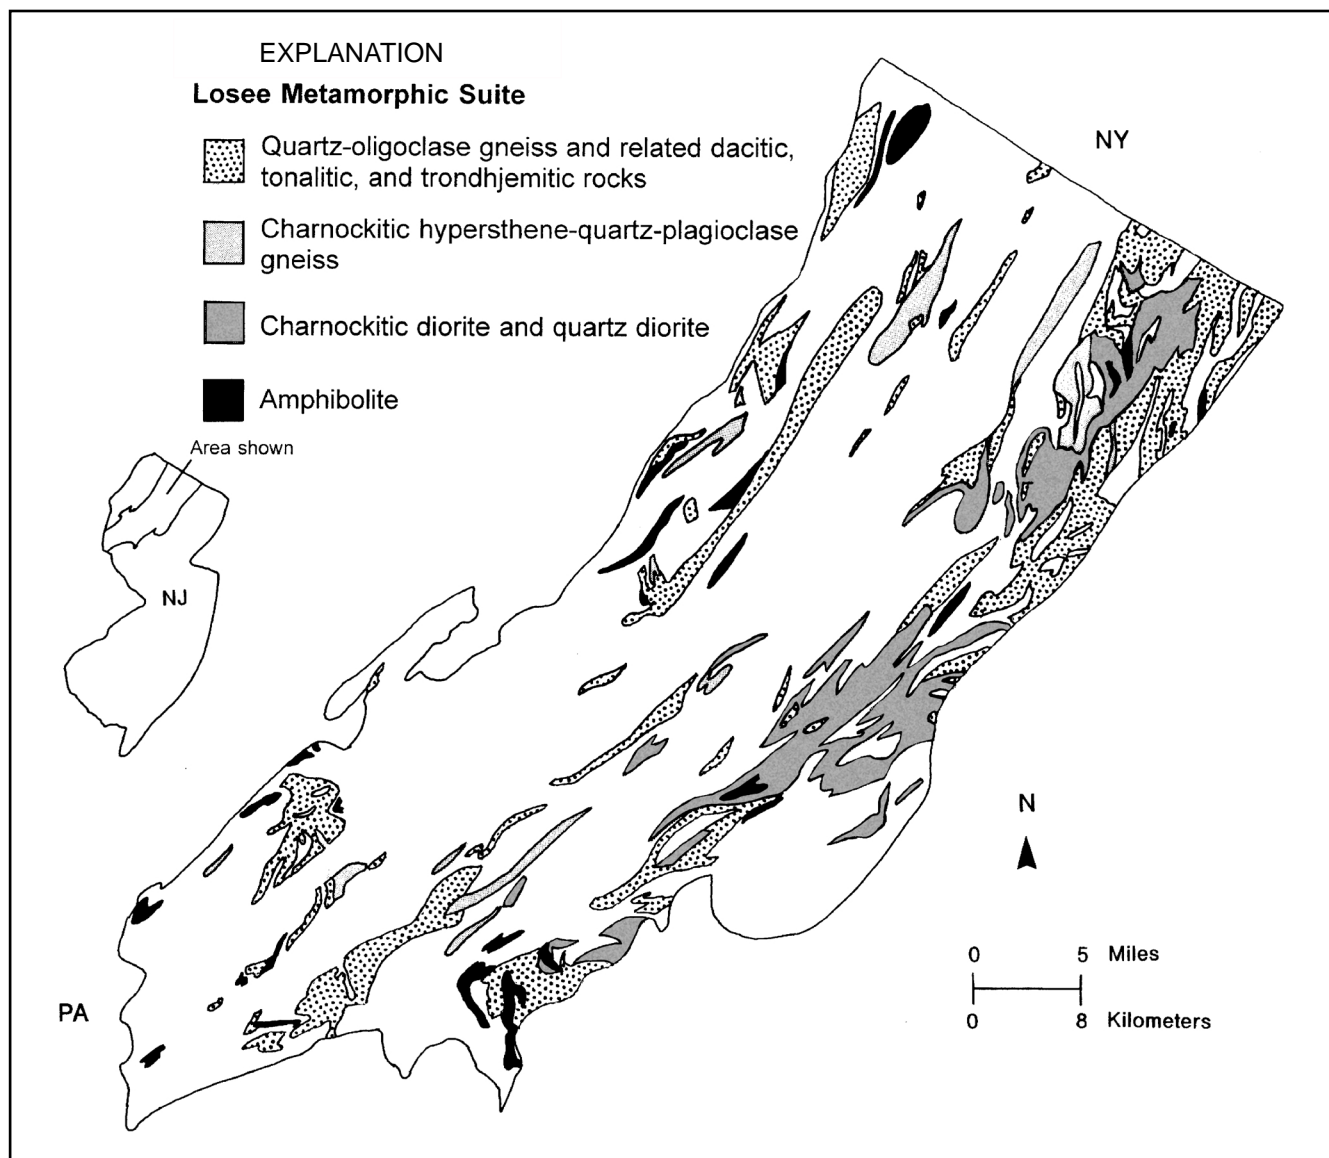 EXPLANATION
Losee Metamorphic Suite
Quartz-oligoclase gneiss and related dacitic,
tonalitic, and trondhjemitic rocks
Charnockitic hypersthene-quartz-plagioclase
gneiss
Charnockitic diorite and quartz diorite
Amphibolite
Area shown
NJ
NY
PA
N
0 5 Miles
0 8 Kilometers